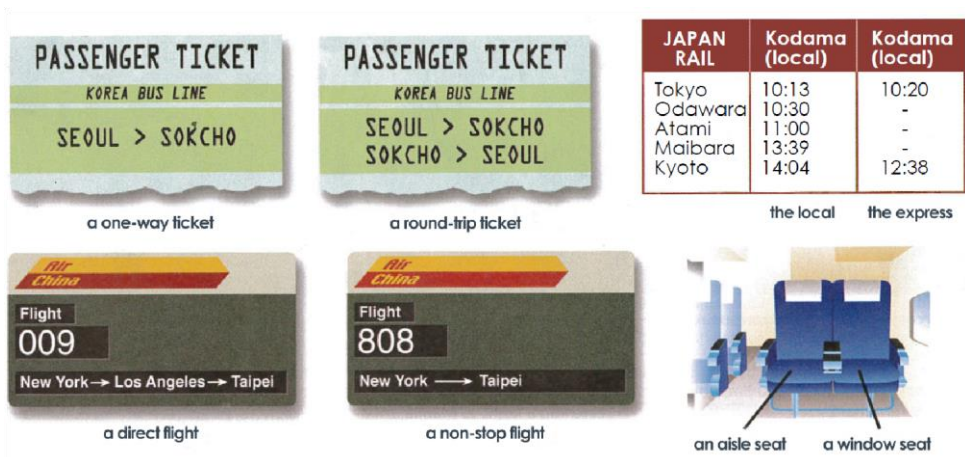 PASSENGER TICKET
KOREA BUS LINE
SEOUL > SOKCHO
a one-way ticket
PASSENGER TICKET
KOREA BUS LINE
SEOUL > SOKCHO
SOKCHO > SEOUL
a round-trip ticket
JAPAN RAIL Kodama (local) Kodama (local)
Tokyo 10:13 10:20
Odawara 10:30 -
Atami 11:00 -
Maibara 13:39 -
Kyoto 14:04 12:38
the local the express
Air
China
Flight
009
New York→ Los Angeles→ Taipei
a direct flight
Air
China
Flight
808
New York → Taipei
a non-stop flight
an aisle seat a window seat